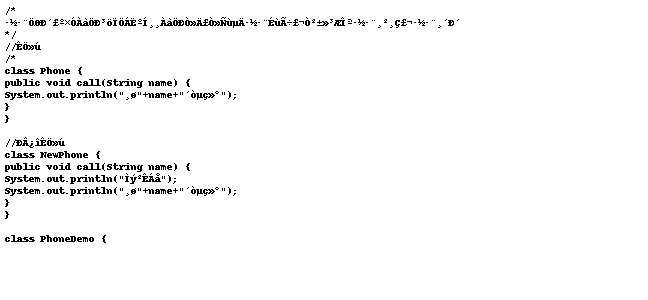 /*
·½·¨ÖØÐ´£º×ÓÀàÖÐ³öÏÖÁËºÍ¸¸ÀàÖÐÒ»Ä£Ò»ÑùµÄ·½·¨ÉùÃ÷£¬Ò²±»³ÆÎª·½·¨¸²¸Ç£¬·½·¨¸´Ð´
*/
//ÊÖ»ú
/*
class Phone {
public void call(String name) {
System.out.println("¸ø"+name+"´òµç»°");
}
}

//ÐÂ¿îÊÖ»ú
class NewPhone {
public void call(String name) {
System.out.println("Ìý²ÊÁå");
System.out.println("¸ø"+name+"´òµç»°");
}
}

class PhoneDemo {